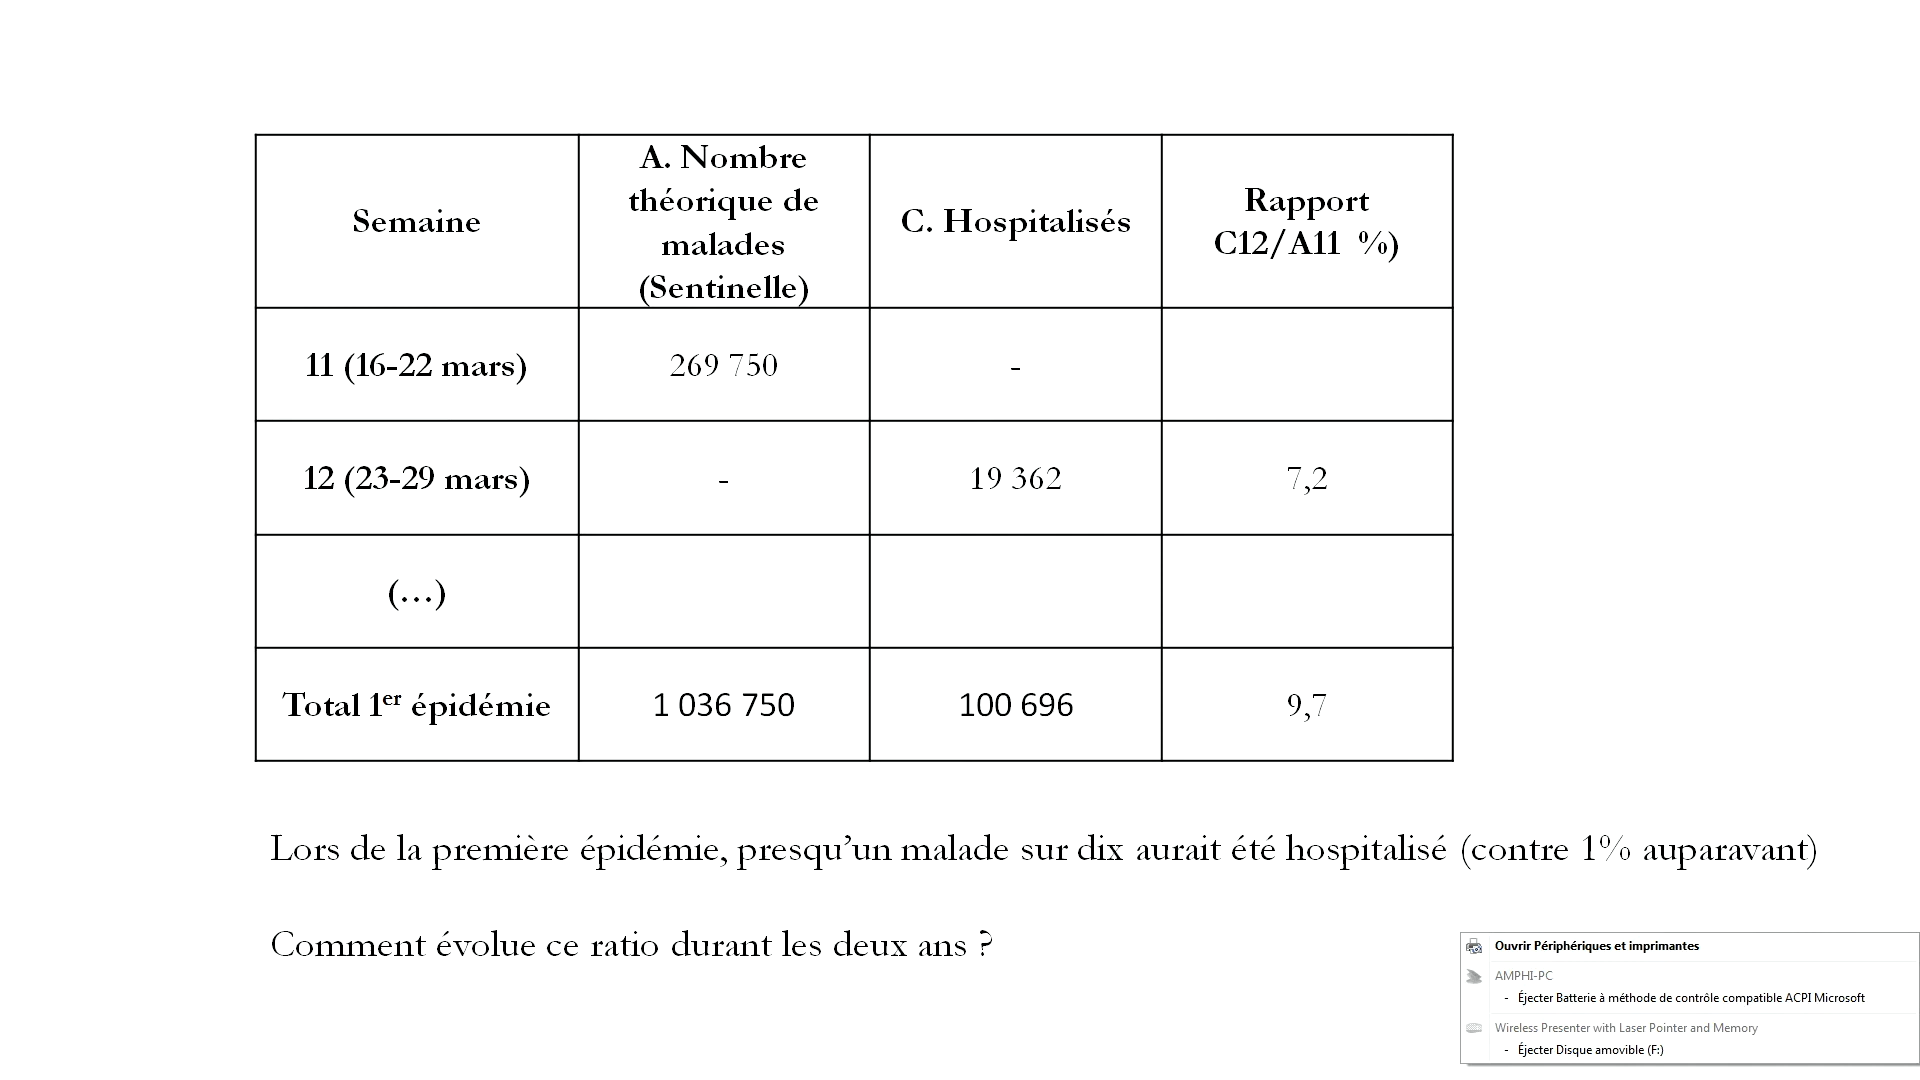 Semaine
A. Nombre
théorique de
malades
(Sentinelle)
C. Hospitalisés
Rapport
C12/A11 %)
11 (16-22 mars)
269 750
-
12 (23-29 mars)
-
19 362
7,2
(…)
Total 1er épidémie
1 036 750
100 696
9,7
Lors de la première épidémie, presqu’un malade sur dix aurait été hospitalisé (contre 1% auparavant)
Comment évolue ce ratio durant les deux ans ?
Ouvrir Périphériques et imprimantes
AMPHI-PC
- Éjecter Batterie à méthode de contrôle compatible ACPI Microsoft
Wireless Presenter with Laser Pointer and Memory
- Éjecter Disque amovible (F:)